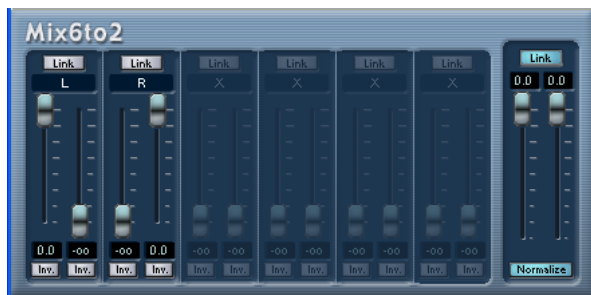 Mix6to2
Link Link Link Link Link Link Link
L R X X X X 0.0 0.0
0.0 -oo -oo 0.0 -oo -oo -oo -oo -oo -oo -oo -oo
Inv. Inv. Inv. Inv. Inv. Inv. Inv. Inv. Inv. Inv. Inv. Inv. Normalize